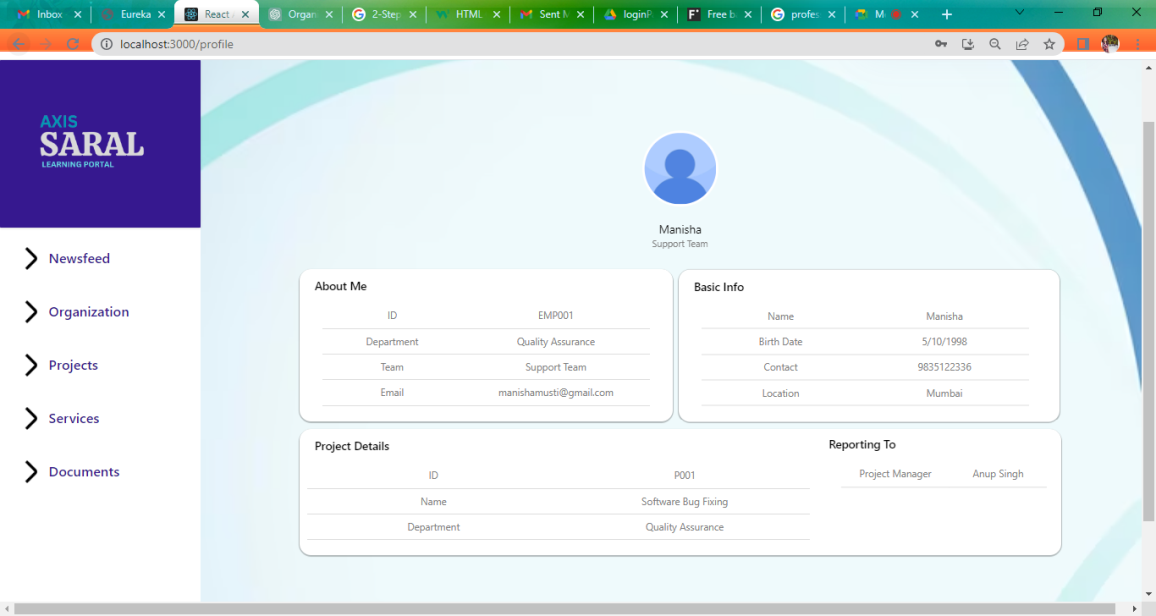 Inbox
Eureka
React
Organ
2-Step
HTML
Sent M
loginP
Free b
profes
M
localhost:3000/profile
AXIS
SARAL
LEARNING PORTAL
Newsfeed
Organization
Projects
Services
Documents
Manisha
Support Team
About Me
ID EMP001
Department Quality Assurance
Team Support Team
Email manishamusti@gmail.com
Basic Info
Name Manisha
Birth Date 5/10/1998
Contact 9835122336
Location Mumbai
Project Details
ID P001
Name Software Bug Fixing
Department Quality Assurance
Reporting To
Project Manager Anup Singh